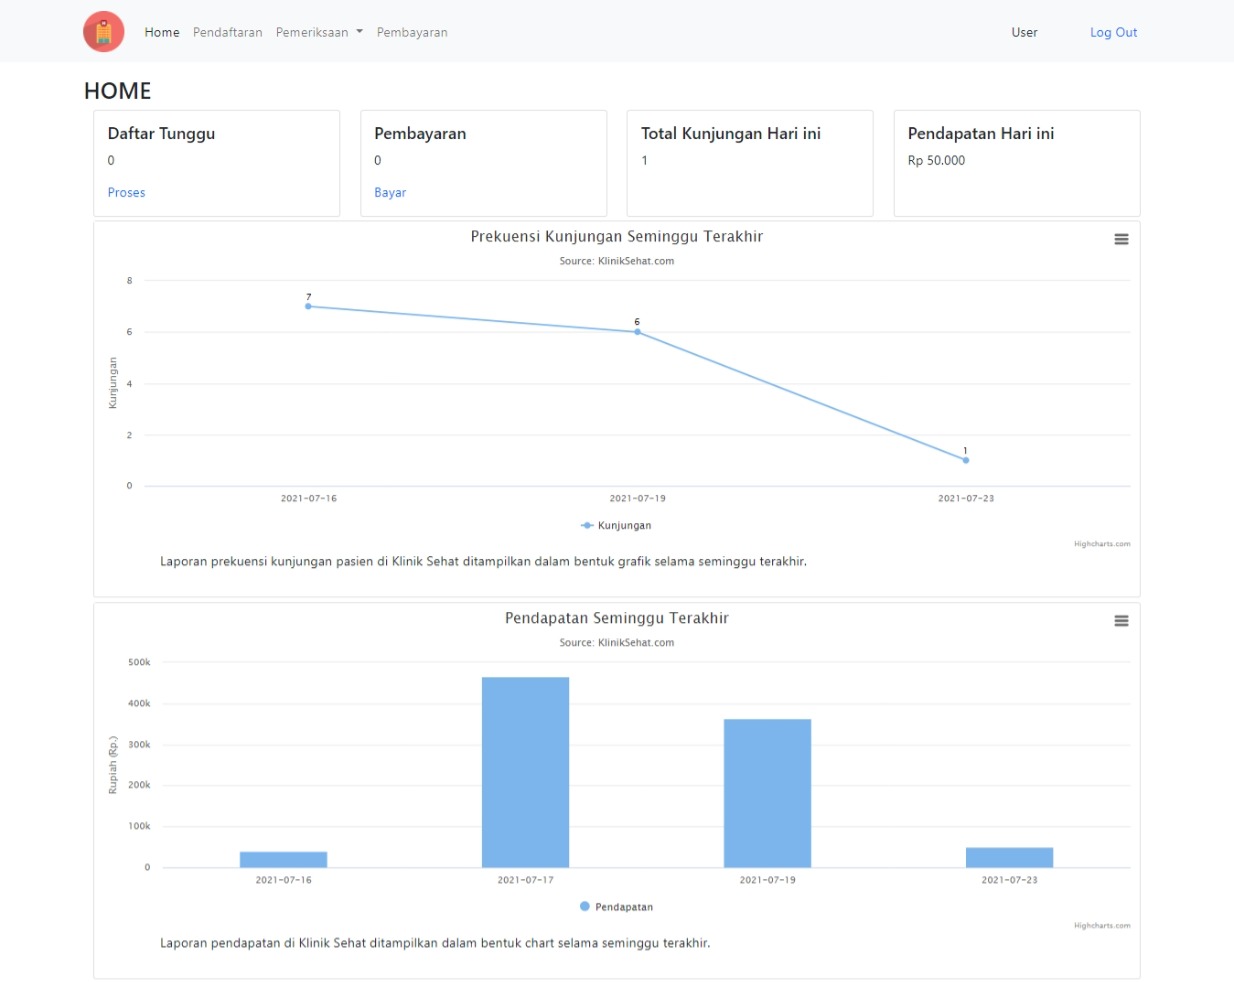 Home Pendaftaran Pemeriksaan Pembayaran User Log Out
HOME
Daftar Tunggu
0
Proses
Pembayaran
0
Bayar
Total Kunjungan Hari ini
1
Pendapatan Hari ini
Rp 50.000
Prekuensi Kunjungan Seminggu Terakhir
Source: KlinikSehat.com
Kunjungan
8
6
4
2
0
7
6
1
2021-07-16 2021-07-19 2021-07-23
Kunjungan
Highcharts.com
Laporan prekuensi kunjungan pasien di Klinik Sehat ditampilkan dalam bentuk grafik selama seminggu terakhir.
Pendapatan Seminggu Terakhir
Source: KlinikSehat.com
Rupiah (Rp.)
500k
400k
300k
200k
100k
0
2021-07-16 2021-07-17 2021-07-19 2021-07-23
Pendapatan
Highcharts.com
Laporan pendapatan di Klinik Sehat ditampilkan dalam bentuk chart selama seminggu terakhir.